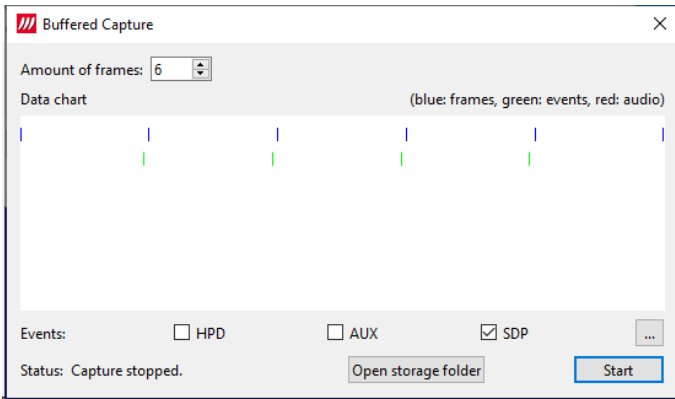 Buffered Capture
Amount of frames: 6
Data chart (blue: frames, green: events, red: audio)
Events: HPD AUX SDP ...
Status: Capture stopped. Open storage folder Start